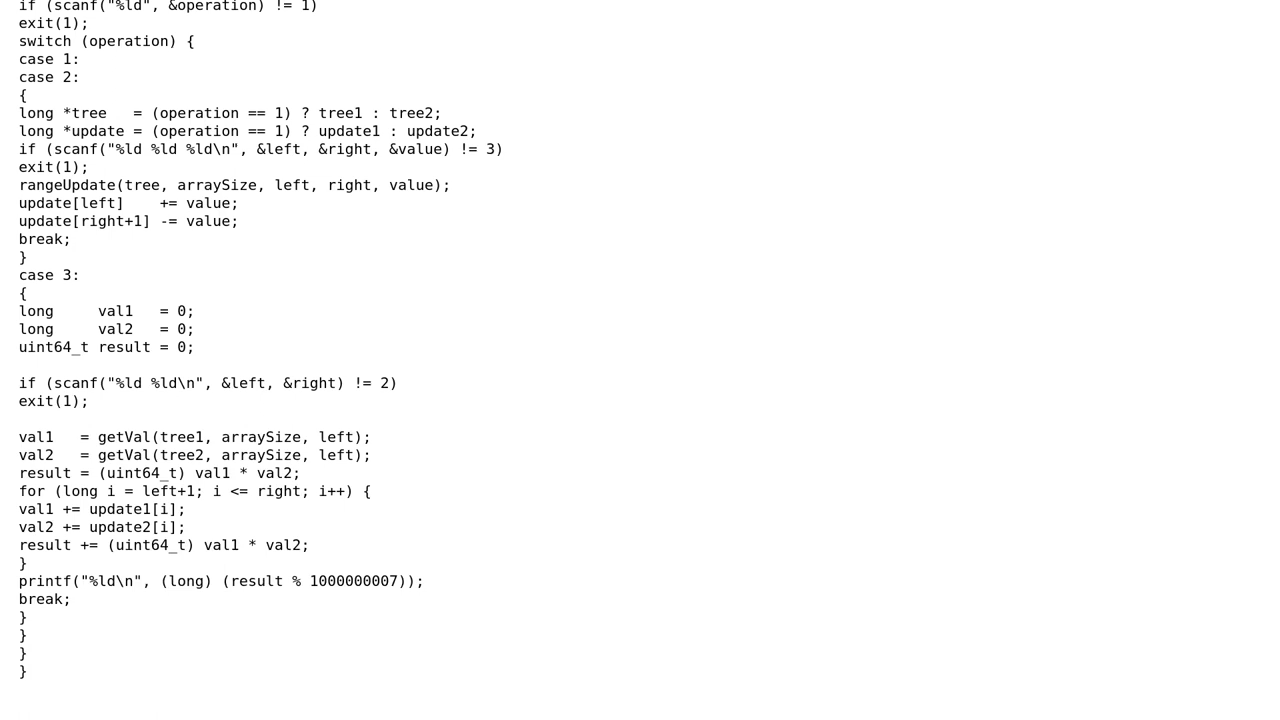 if (scanf("%ld", &operation) != 1)
exit(1);
switch (operation) {
case 1:
case 2:
{
long *tree   = (operation == 1) ? tree1 : tree2;
long *update = (operation == 1) ? update1 : update2;
if (scanf("%ld %ld %ld\n", &left, &right, &value) != 3)
exit(1);
rangeUpdate(tree, arraySize, left, right, value);
update[left]    += value;
update[right+1] -= value;
break;
}
case 3:
{
long     val1   = 0;
long     val2   = 0;
uint64_t result = 0;

if (scanf("%ld %ld\n", &left, &right) != 2)
exit(1);

val1   = getVal(tree1, arraySize, left);
val2   = getVal(tree2, arraySize, left);
result = (uint64_t) val1 * val2;
for (long i = left+1; i <= right; i++) {
val1 += update1[i];
val2 += update2[i];
result += (uint64_t) val1 * val2;
}
printf("%ld\n", (long) (result % 1000000007));
break;
}
}
}
}